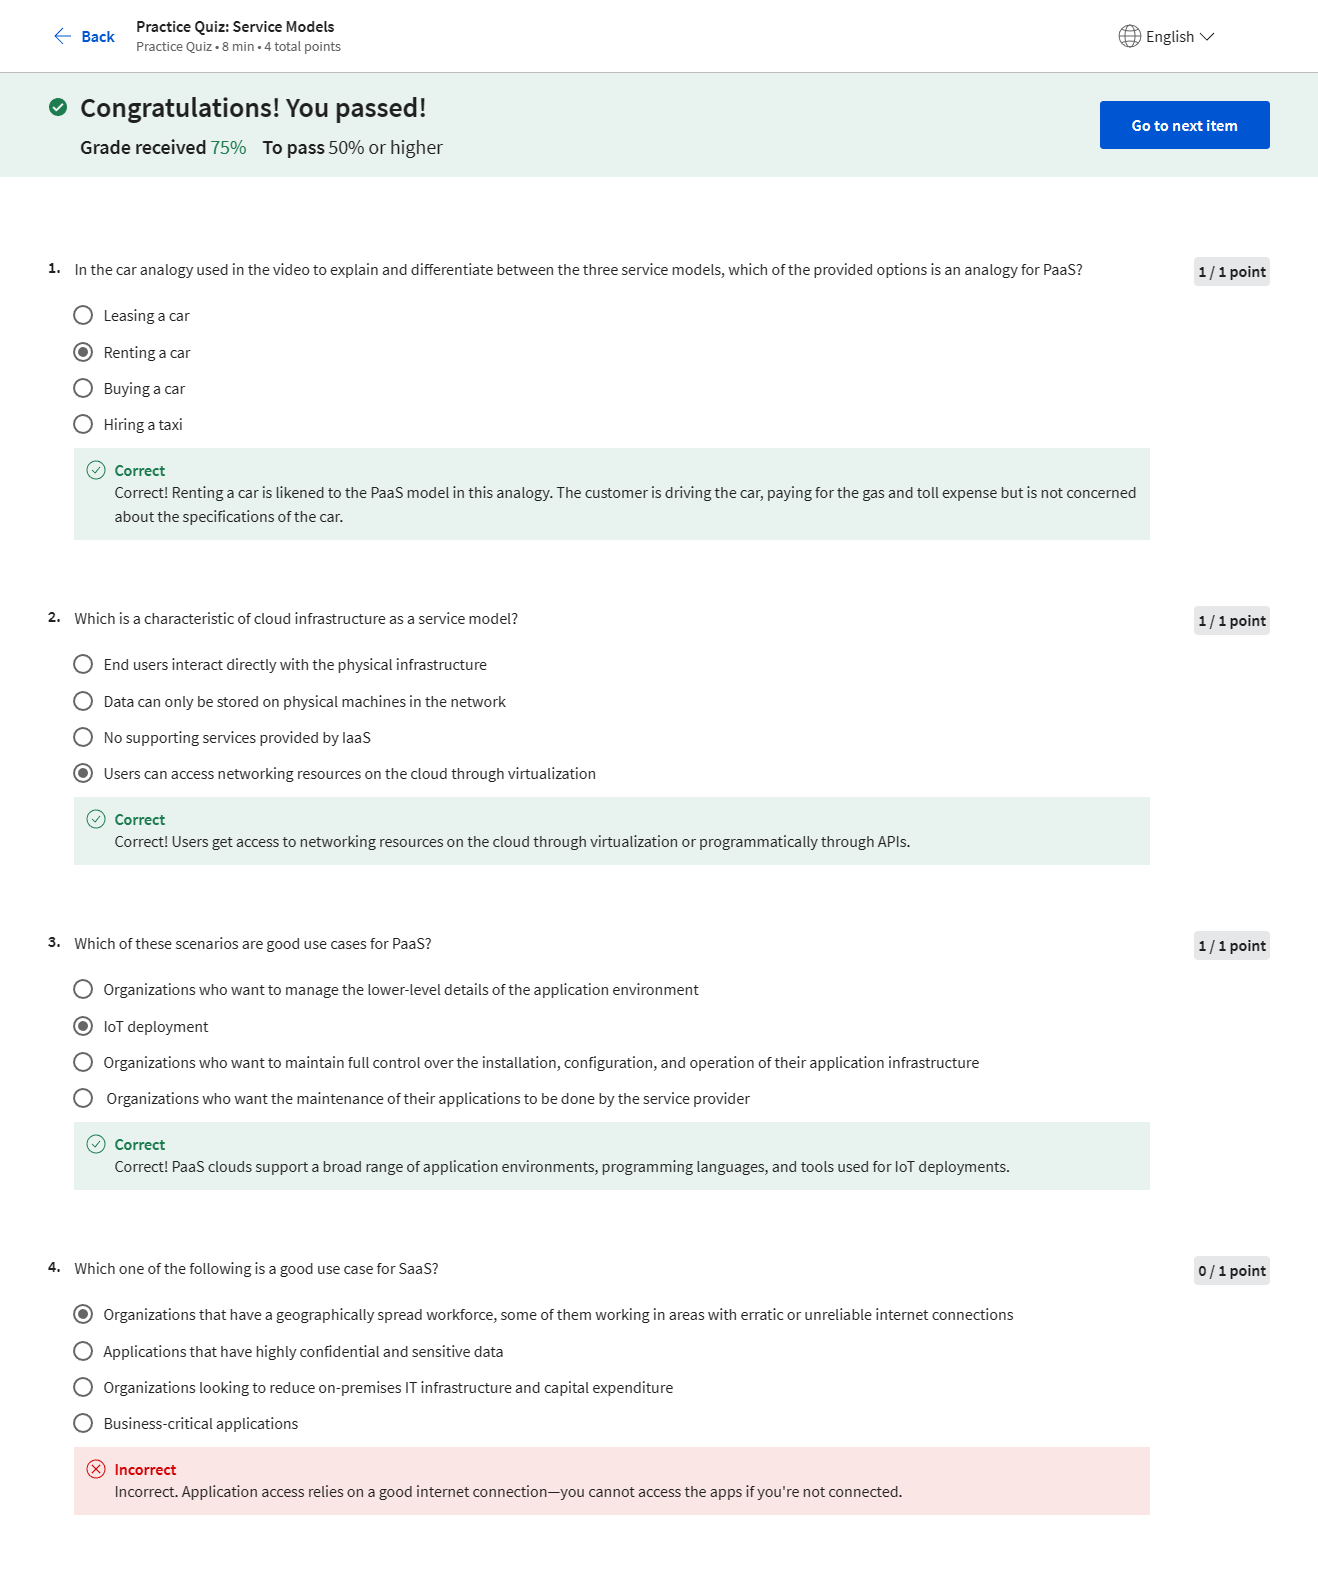 Back
Practice Quiz: Service Models
Practice Quiz • 8 min • 4 total points
English
Congratulations! You passed!
Grade received 75% To pass 50% or higher
Go to next item
1. In the car analogy used in the video to explain and differentiate between the three service models, which of the provided options is an analogy for PaaS?
1 / 1 point
Leasing a car
Renting a car
Buying a car
Hiring a taxi
Correct
Correct! Renting a car is likened to the PaaS model in this analogy. The customer is driving the car, paying for the gas and toll expense but is not concerned
about the specifications of the car.
2. Which is a characteristic of cloud infrastructure as a service model?
1 / 1 point
End users interact directly with the physical infrastructure
Data can only be stored on physical machines in the network
No supporting services provided by IaaS
Users can access networking resources on the cloud through virtualization
Correct
Correct! Users get access to networking resources on the cloud through virtualization or programmatically through APIs.
3. Which of these scenarios are good use cases for PaaS?
1 / 1 point
Organizations who want to manage the lower-level details of the application environment
IoT deployment
Organizations who want to maintain full control over the installation, configuration, and operation of their application infrastructure
Organizations who want the maintenance of their applications to be done by the service provider
Correct
Correct! PaaS clouds support a broad range of application environments, programming languages, and tools used for IoT deployments.
4. Which one of the following is a good use case for SaaS?
0 / 1 point
Organizations that have a geographically spread workforce, some of them working in areas with erratic or unreliable internet connections
Applications that have highly confidential and sensitive data
Organizations looking to reduce on-premises IT infrastructure and capital expenditure
Business-critical applications
Incorrect
Incorrect. Application access relies on a good internet connection—you cannot access the apps if you're not connected.